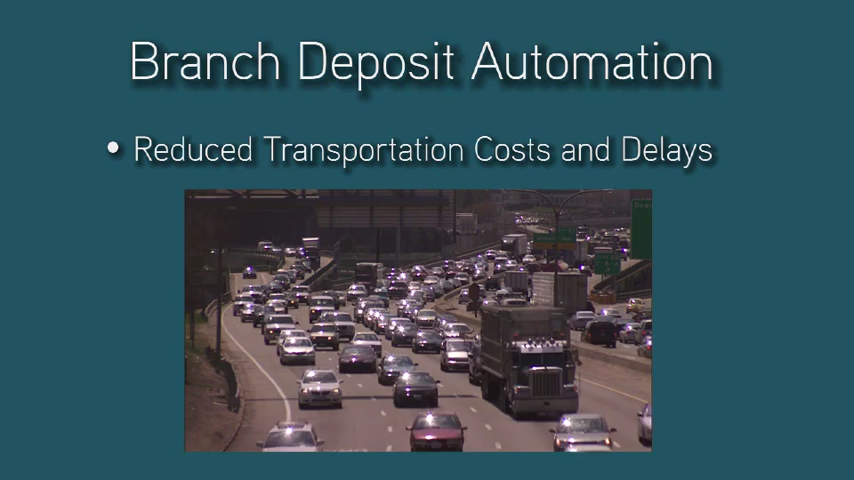 Branch Deposit Automation
• Reduced Transportation Costs and Delays